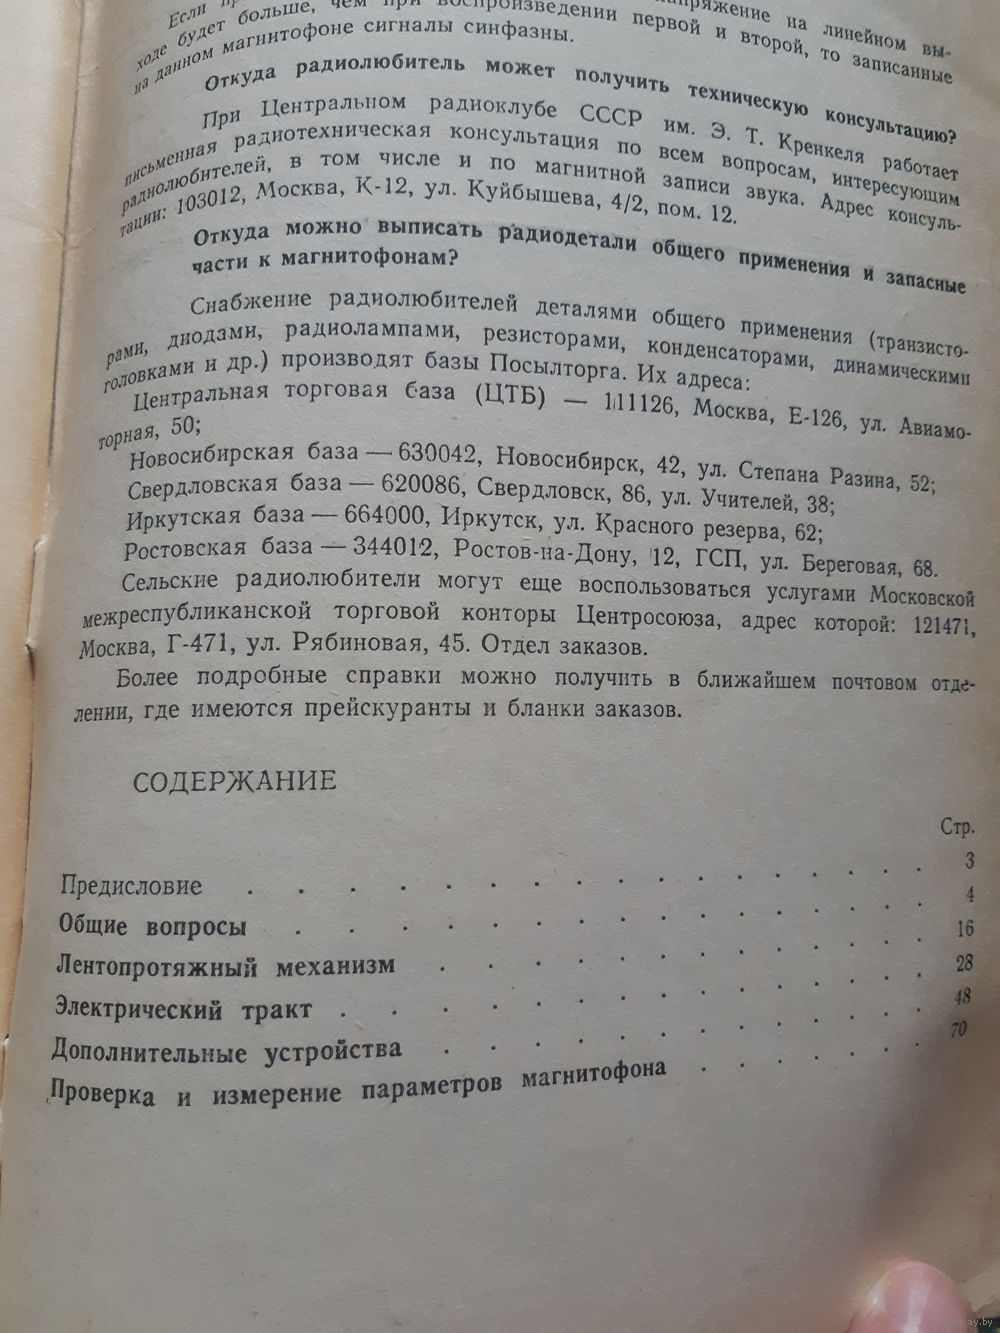 Если
напряжение на линейном вы-
ходе будет больше, чем при воспроизведении первой и второй, то записанные
на данном магнитофоне сигналы синфазны.
Откуда радиолюбитель может получить техническую консультацию?
При Центральном радиоклубе СССР им. Э. Т. Кренкеля работает
письменная радиотехническая консультация по всем вопросам, интересующим
радиолюбителей, в том числе и по магнитной записи звука. Адрес консуль-
тации: 103012, Москва, К-12, ул. Куйбышева, 4/2, пом. 12.
Откуда можно выписать радиодетали общего применения и запасные
части к магнитофонам?
Снабжение радиолюбителей деталями общего применения (транзисто-
рами, диодами, радиолампами, резисторами, конденсаторами, динамическими
головками и др.) производят базы Посылторга. Их адреса:
Центральная торговая база (ЦТБ) — 111126, Москва, Е-126, ул. Авиамо-
торная, 50;
Новосибирская база — 630042, Новосибирск, 42, ул. Степана Разина, 52;
Свердловская база — 620086, Свердловск, 86, ул. Учителей, 38;
Иркутская база — 664000, Иркутск, ул. Красного резерва, 62;
Ростовская база — 344012, Ростов-на-Дону, 12, ГСП, ул. Береговая, 68.
Сельские радиолюбители могут еще воспользоваться услугами Московской
межреспубликанской торговой конторы Центросоюза, адрес которой: 121471,
Москва, Г-471, ул. Рябиновая, 45. Отдел заказов.
Более подробные справки можно получить в ближайшем почтовом отде-
лении, где имеются прейскуранты и бланки заказов.
СОДЕРЖАНИЕ
Стр.
Предисловие . . . . . . . . . . . . . . 3
Общие вопросы . . . . . . . . . . . . . 4
Лентопротяжный механизм . . . . . . . . . . 16
Электрический тракт . . . . . . . . . . . . 28
Дополнительные устройства . . . . . . . . . . 48
Проверка и измерение параметров магнитофона . . . . . 70
www.ay.by